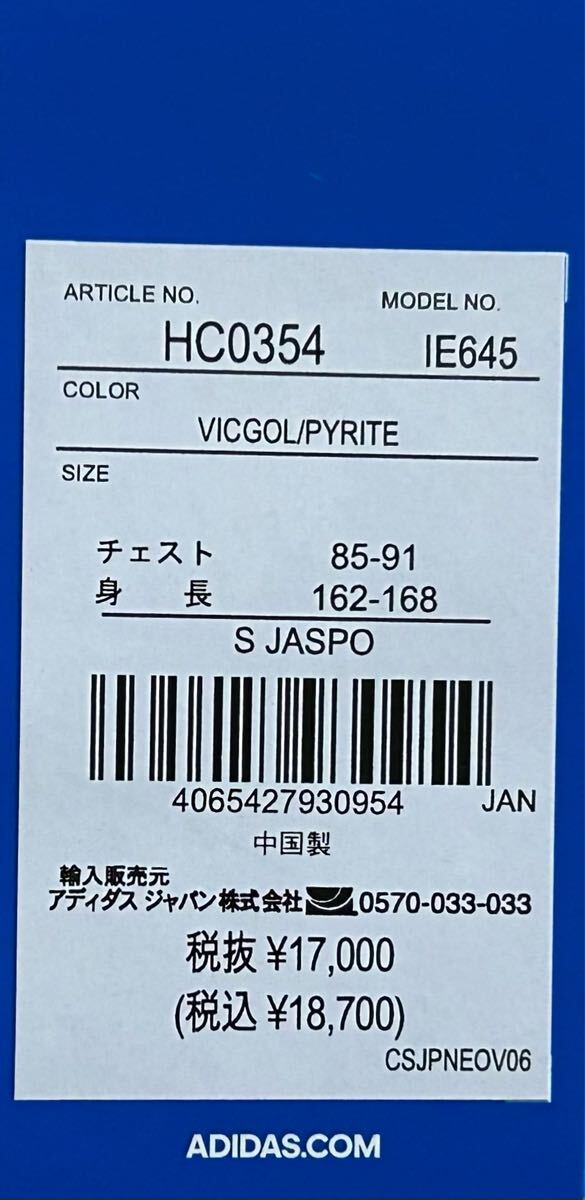 ARTICLE NO. MODEL NO.
HC0354 IE645
COLOR
VICGOL/PYRITE
SIZE
チェスト 85-91
身 長 162-168
S JASPO
4065427930954 JAN
中国製
輸入販売元
アディダス ジャパン株式会社 0570-033-033
税抜 ¥17,000
(税込 ¥18,700)
CSJPNEOV06
ADIDAS.COM